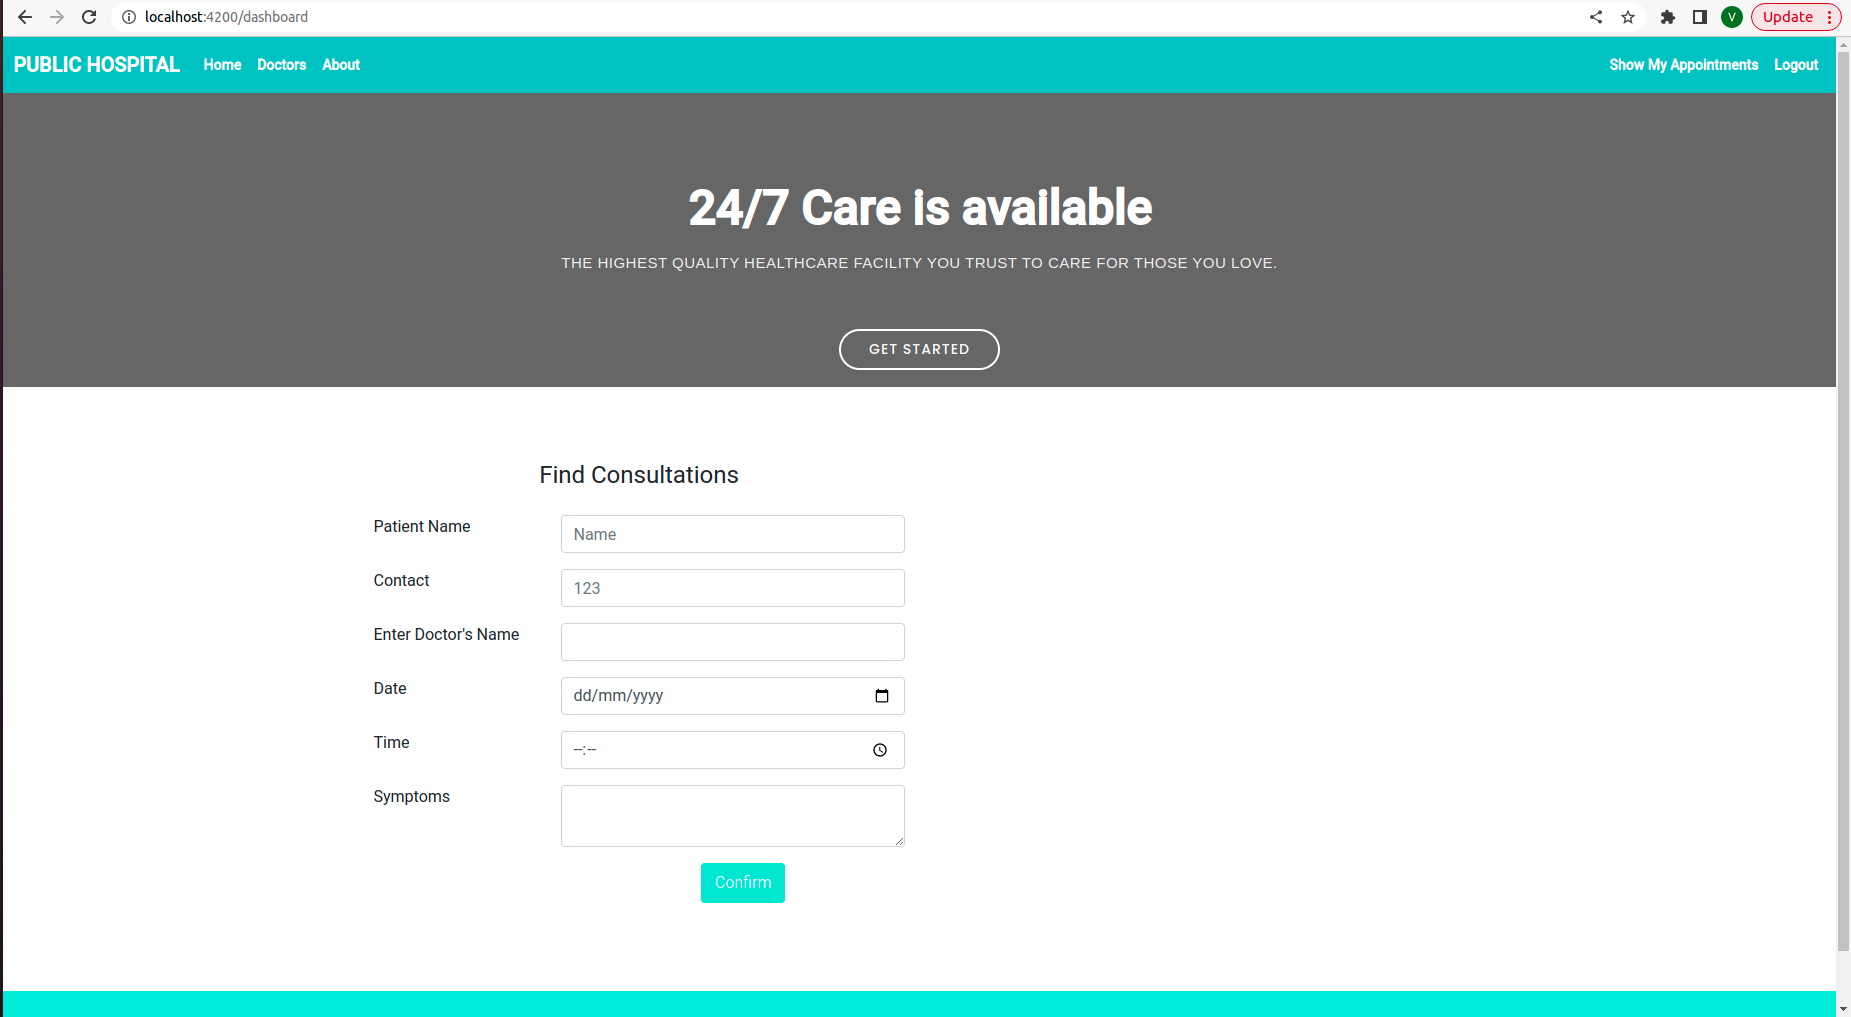 localhost:4200/dashboard
V
Update
PUBLIC HOSPITAL Home Doctors About Show My Appointments Logout
24/7 Care is available
THE HIGHEST QUALITY HEALTHCARE FACILITY YOU TRUST TO CARE FOR THOSE YOU LOVE.
GET STARTED
Find Consultations
Patient Name Name
Contact 123
Enter Doctor's Name
Date dd/mm/yyyy
Time --:--
Symptoms
Confirm